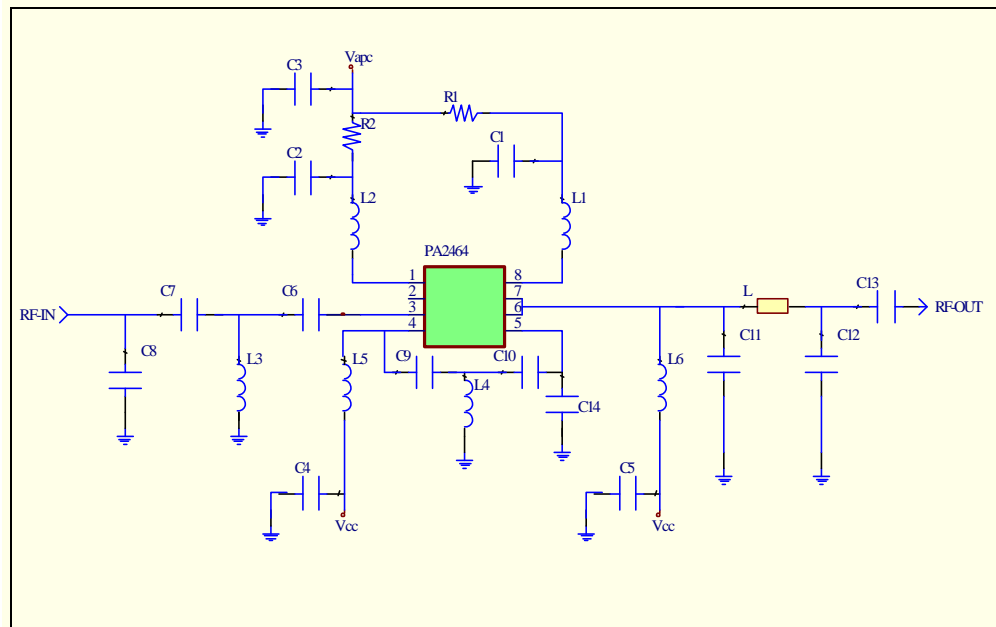 Vapc
C3
R1
R2
C1
C2
L2
L1
PA2464
1
8
2
7
3
6
4
5
C7
C6
L
C13
RF-IN
RF-OUT
C8
L3
L5
C9
C10
L4
L6
C11
C12
C14
C4
C5
Vcc
Vcc